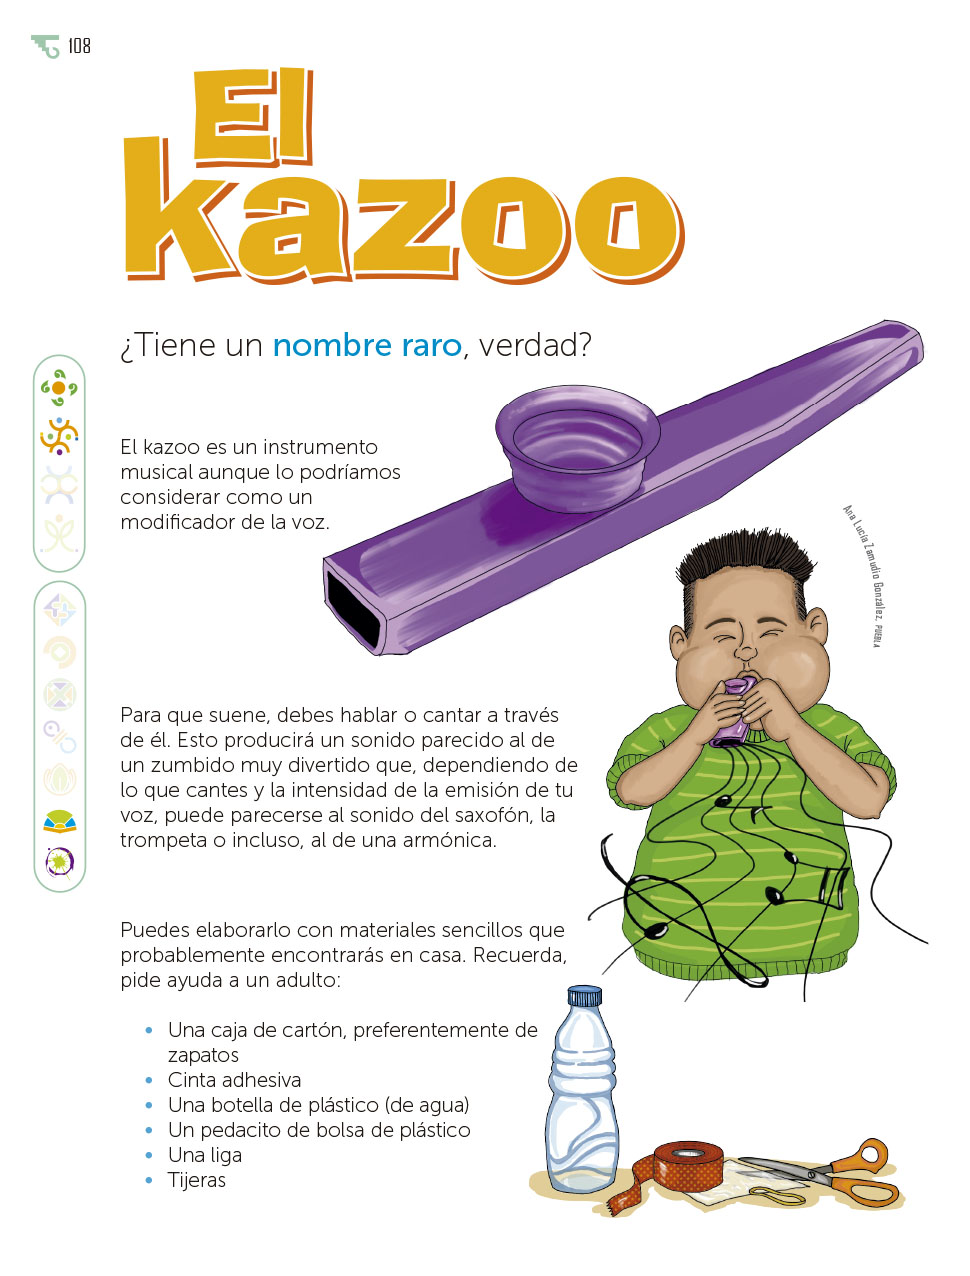 108
El
kazoo
¿Tiene un nombre raro, verdad?
El kazoo es un instrumento
musical aunque lo podríamos
considerar como un
modificador de la voz.
Ana Lucía Zamudio González, PUEBLA
Para que suene, debes hablar o cantar a través
de él. Esto producirá un sonido parecido al de
un zumbido muy divertido que, dependiendo de
lo que cantes y la intensidad de la emisión de tu
voz, puede parecerse al sonido del saxofón, la
trompeta o incluso, al de una armónica.
Puedes elaborarlo con materiales sencillos que
probablemente encontrarás en casa. Recuerda,
pide ayuda a un adulto:
• Una caja de cartón, preferentemente de
zapatos
• Cinta adhesiva
• Una botella de plástico (de agua)
• Un pedacito de bolsa de plástico
• Una liga
• Tijeras